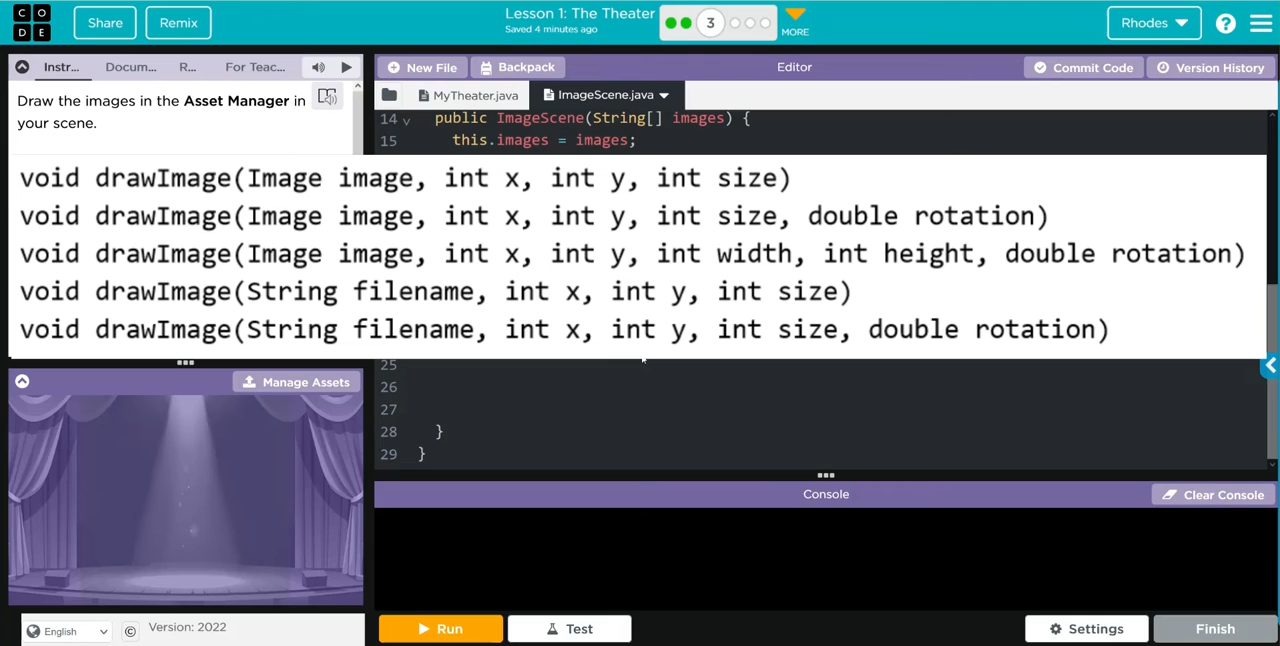 C O
D E
Share
Remix
Lesson 1: The Theater
Saved 4 minutes ago
3
MORE
Rhodes
?
Instr...
Docum...
R...
For Teac...
New File
Backpack
Editor
Commit Code
Version History
Draw the images in the Asset Manager in
your scene.
MyTheater.java
ImageScene.java
14 public ImageScene(String[] images) {
15 this.images = images;
void drawImage(Image image, int x, int y, int size)
void drawImage(Image image, int x, int y, int size, double rotation)
void drawImage(Image image, int x, int y, int width, int height, double rotation)
void drawImage(String filename, int x, int y, int size)
void drawImage(String filename, int x, int y, int size, double rotation)
25
26
27
28 }
29 }
Manage Assets
Console
Clear Console
English
©
Version: 2022
Run
Test
Settings
Finish